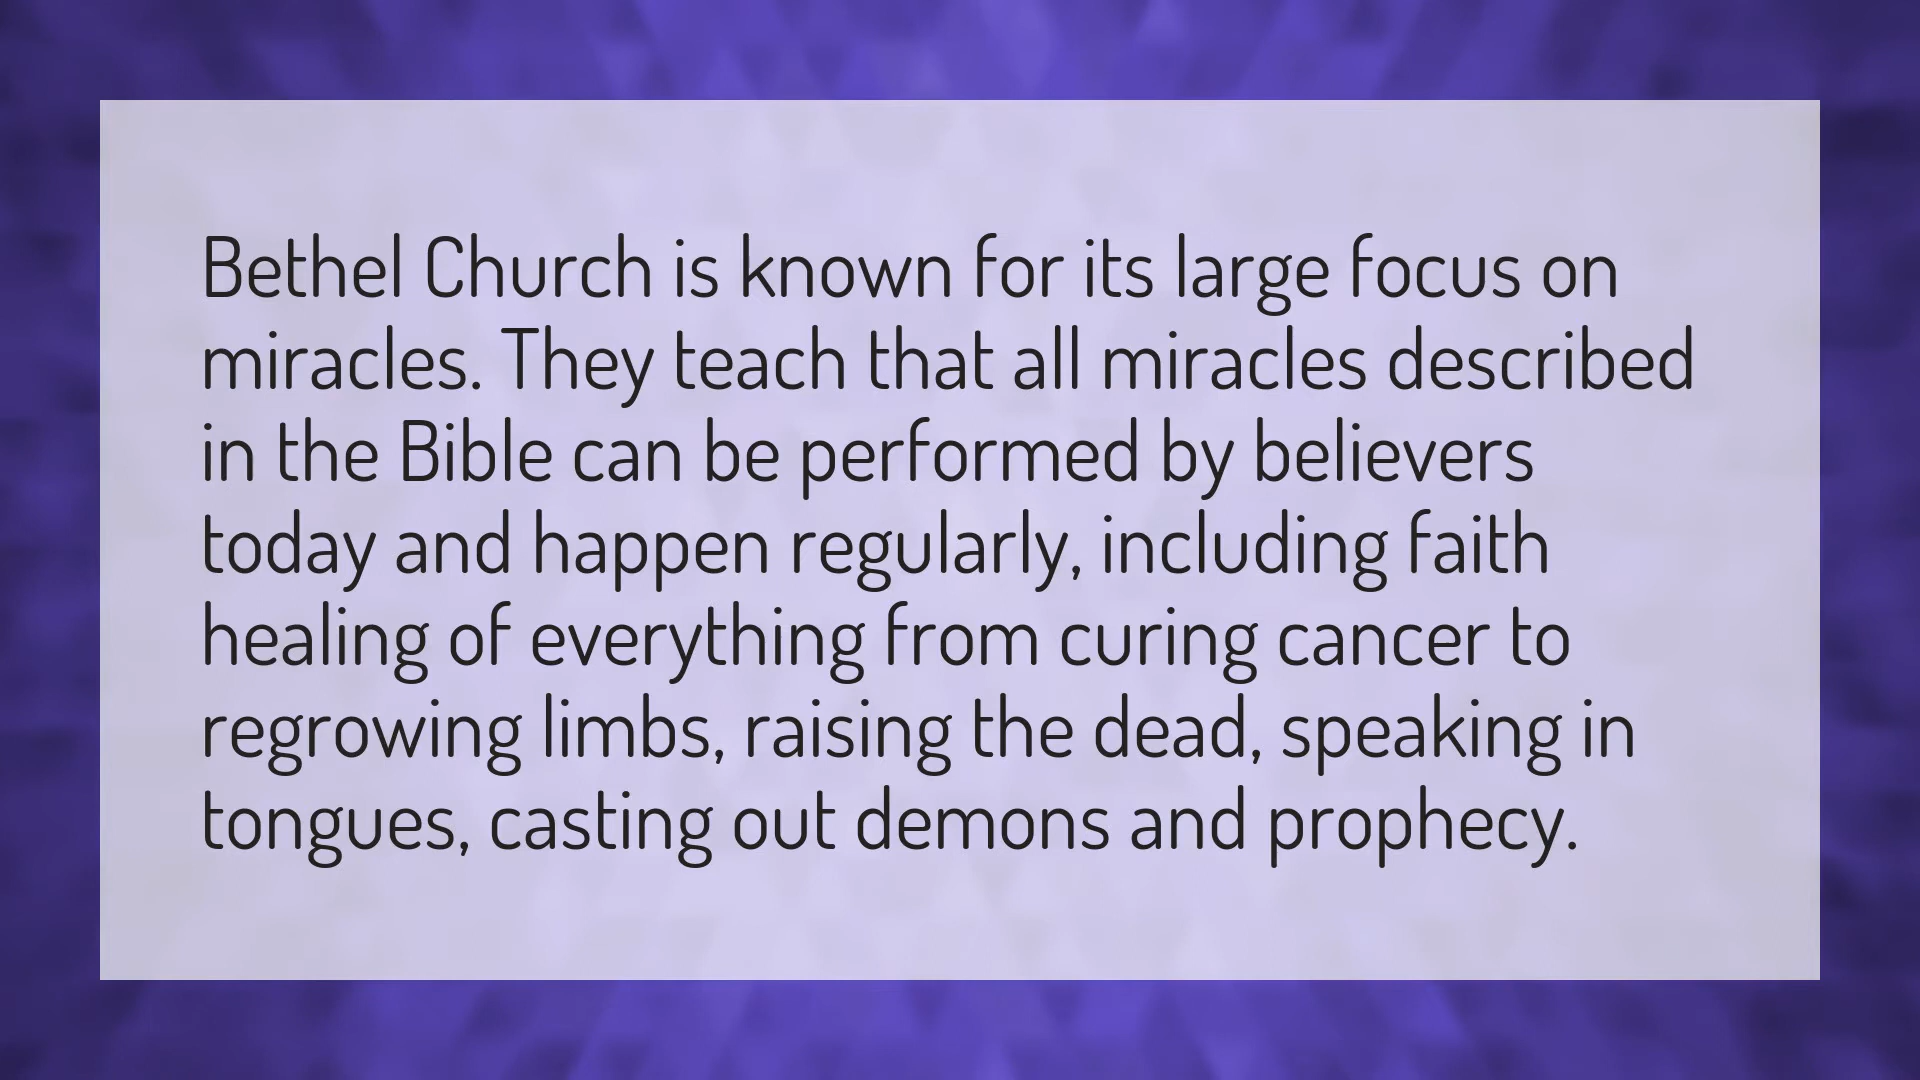 Bethel Church is known for its large focus on
miracles. They teach that all miracles described
in the Bible can be performed by believers
today and happen regularly, including faith
healing of everything from curing cancer to
regrowing limbs, raising the dead, speaking in
tongues, casting out demons and prophecy.